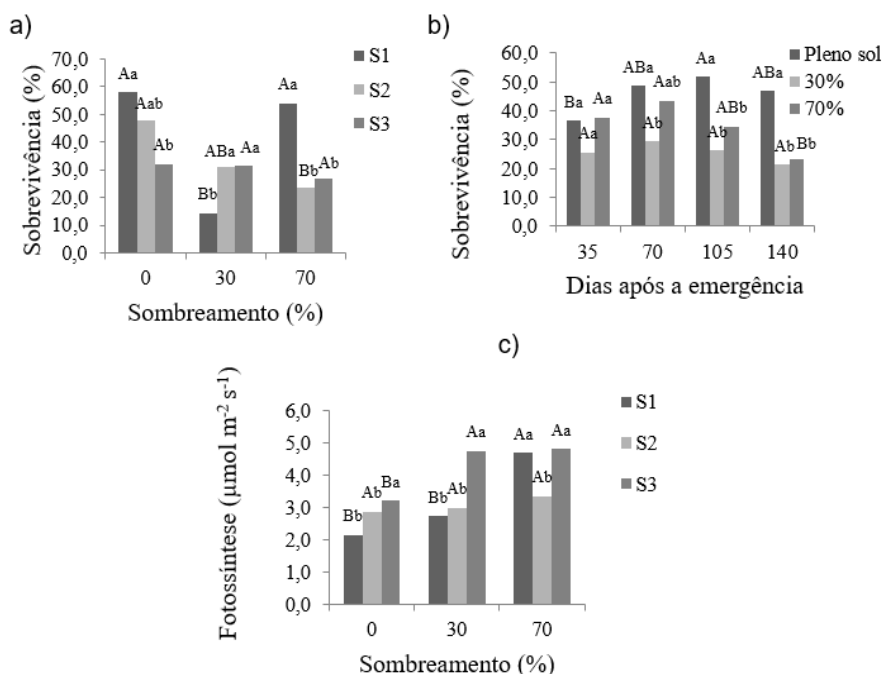 a)
Sobrevivência (%)
70,0
60,0
50,0
40,0
30,0
20,0
10,0
0,0
Aa
Aab
Ab
Bb
ABa
Aa
Aa
Bb
Ab
0
30
70
Sombreamento (%)
S1
S2
S3
b)
Sobrevivência (%)
60,0
50,0
40,0
30,0
20,0
10,0
0,0
Ba
Aa
Aa
ABa
Ab
Aab
Aa
Ab
ABb
ABa
Ab
Bb
35
70
105
140
Dias após a emergência
Pleno sol
30%
70%
c)
Fotossíntese (µmol m⁻² s⁻¹)
6,0
5,0
4,0
3,0
2,0
1,0
0,0
Bb
Ab
Ba
Bb
Ab
Aa
Aa
Ab
Aa
0
30
70
Sombreamento (%)
S1
S2
S3